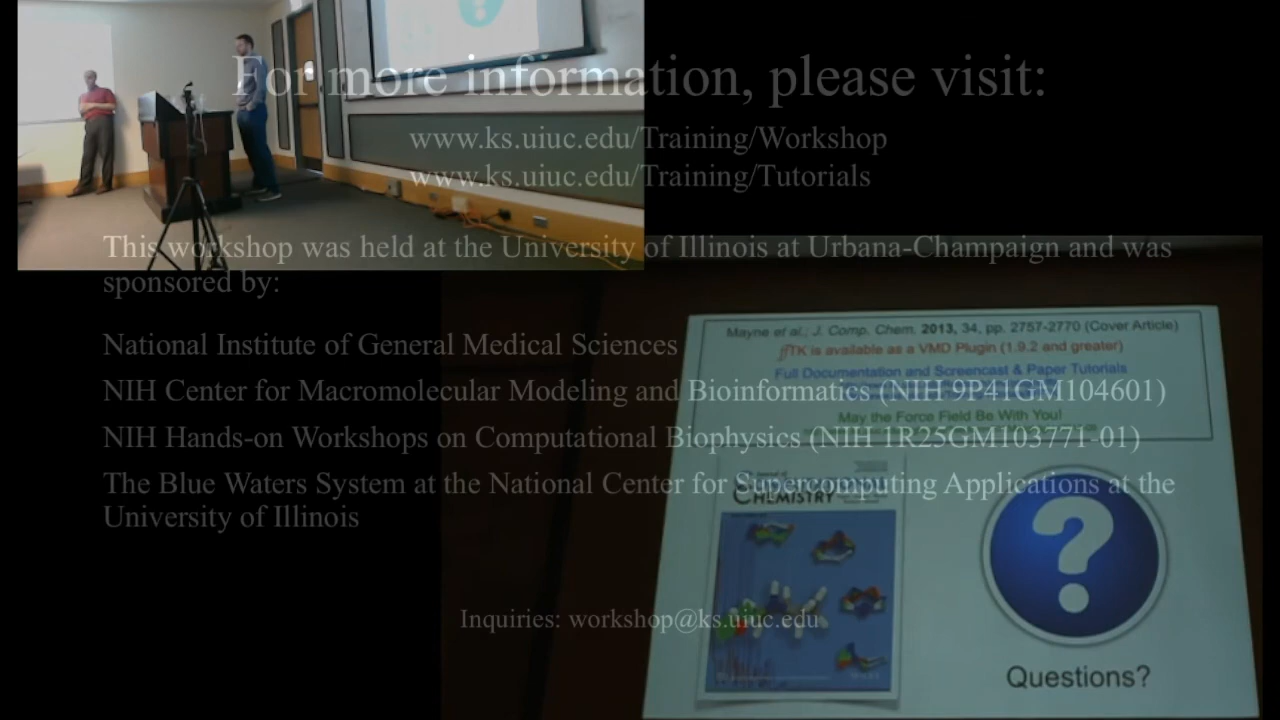 For more information, please visit:
www.ks.uiuc.edu/Training/Workshop
www.ks.uiuc.edu/Training/Tutorials
This workshop was held at the University of Illinois at Urbana-Champaign and was
sponsored by:
National Institute of General Medical Sciences
NIH Center for Macromolecular Modeling and Bioinformatics (NIH 9P41GM104601)
NIH Hands-on Workshops on Computational Biophysics (NIH 1R25GM103771-01)
The Blue Waters System at the National Center for Supercomputing Applications at the
University of Illinois
Inquiries: workshop@ks.uiuc.edu
Mayne et al.; J. Comp. Chem. 2013, 34, pp. 2757-2770 (Cover Article)
ffTK is available as a VMD Plugin (1.9.2 and greater)
Full Documentation and Screencast & Paper Tutorials
May the Force Field Be With You!
CHEMISTRY
Questions?